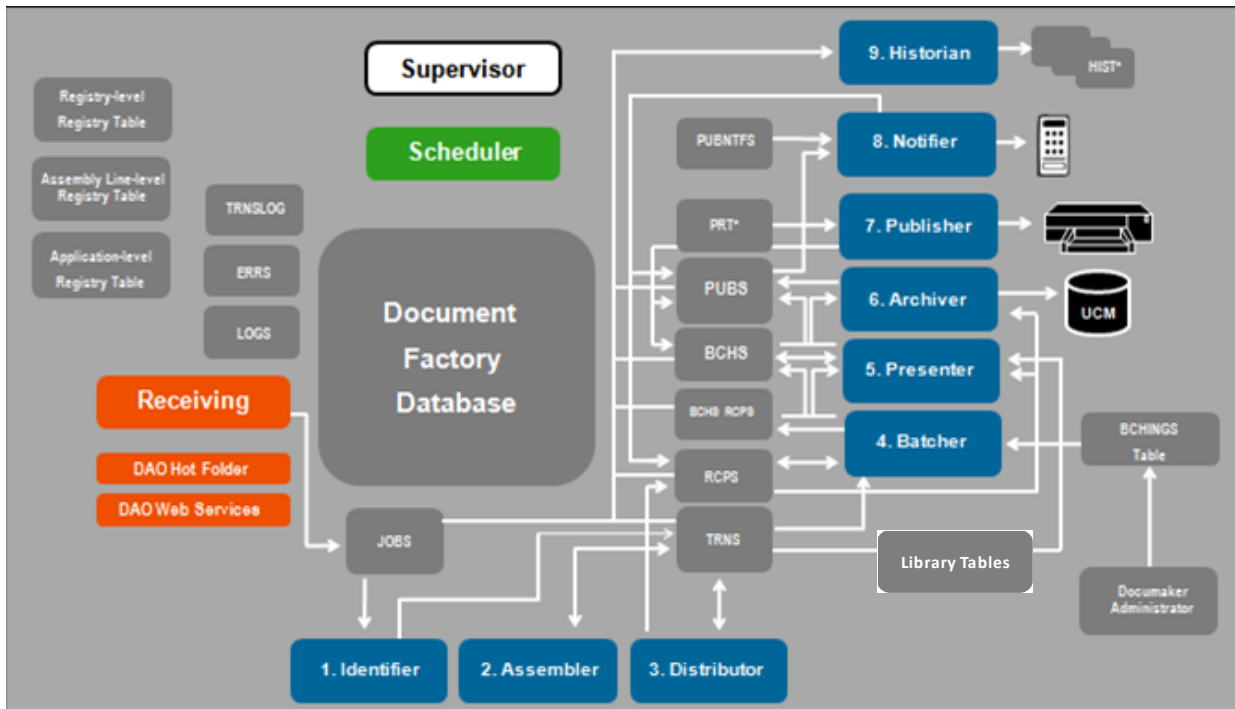 Supervisor
Scheduler
Registry-level
Registry Table
Assembly Line-level
Registry Table
Application-level
Registry Table
TRNSLOG
ERRS
LOGS
Document
Factory
Database
Receiving
DAO Hot Folder
DAO Web Services
JOBS
1. Identifier
2. Assembler
3. Distributor
PUBNTFS
PRT*
PUBS
BCHS
BCHS RCPS
RCPS
TRNS
9. Historian
HIST*
8. Notifier
7. Publisher
6. Archiver
UCM
5. Presenter
4. Batcher
BCHINGS
Table
Library Tables
Documaker
Administrator